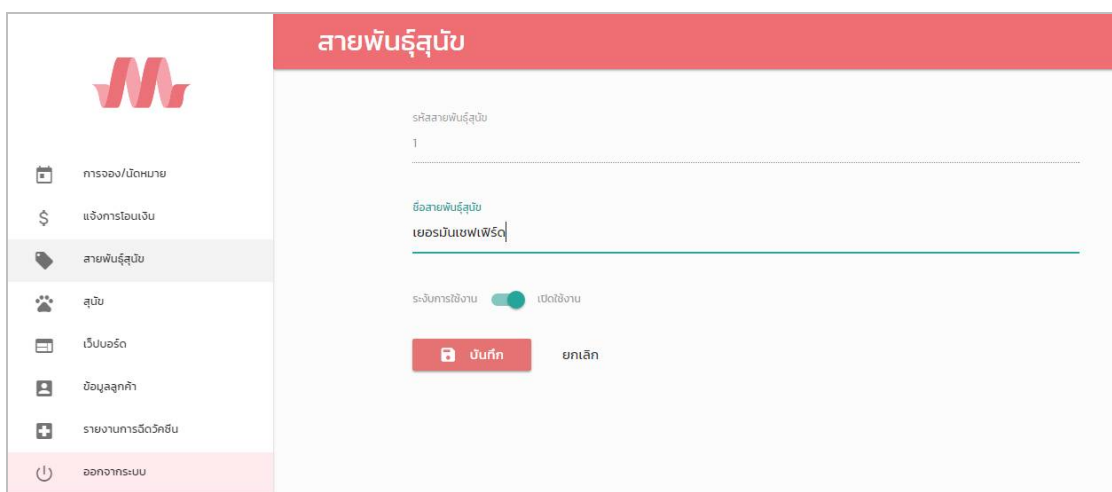 สายพันธุ์สุนัข
การจอง/นัดหมาย
แจ้งการโอนเงิน
สายพันธุ์สุนัข
สุนัข
เว็ปบอร์ด
ข้อมูลลูกค้า
รายงานการฉีดวัคซีน
ออกจากระบบ
รหัสสายพันธุ์สุนัข
1
ชื่อสายพันธุ์สุนัข
เยอรมันเชฟเฟิร์ด
ระงับการใช้งาน เปิดใช้งาน
บันทึก ยกเลิก